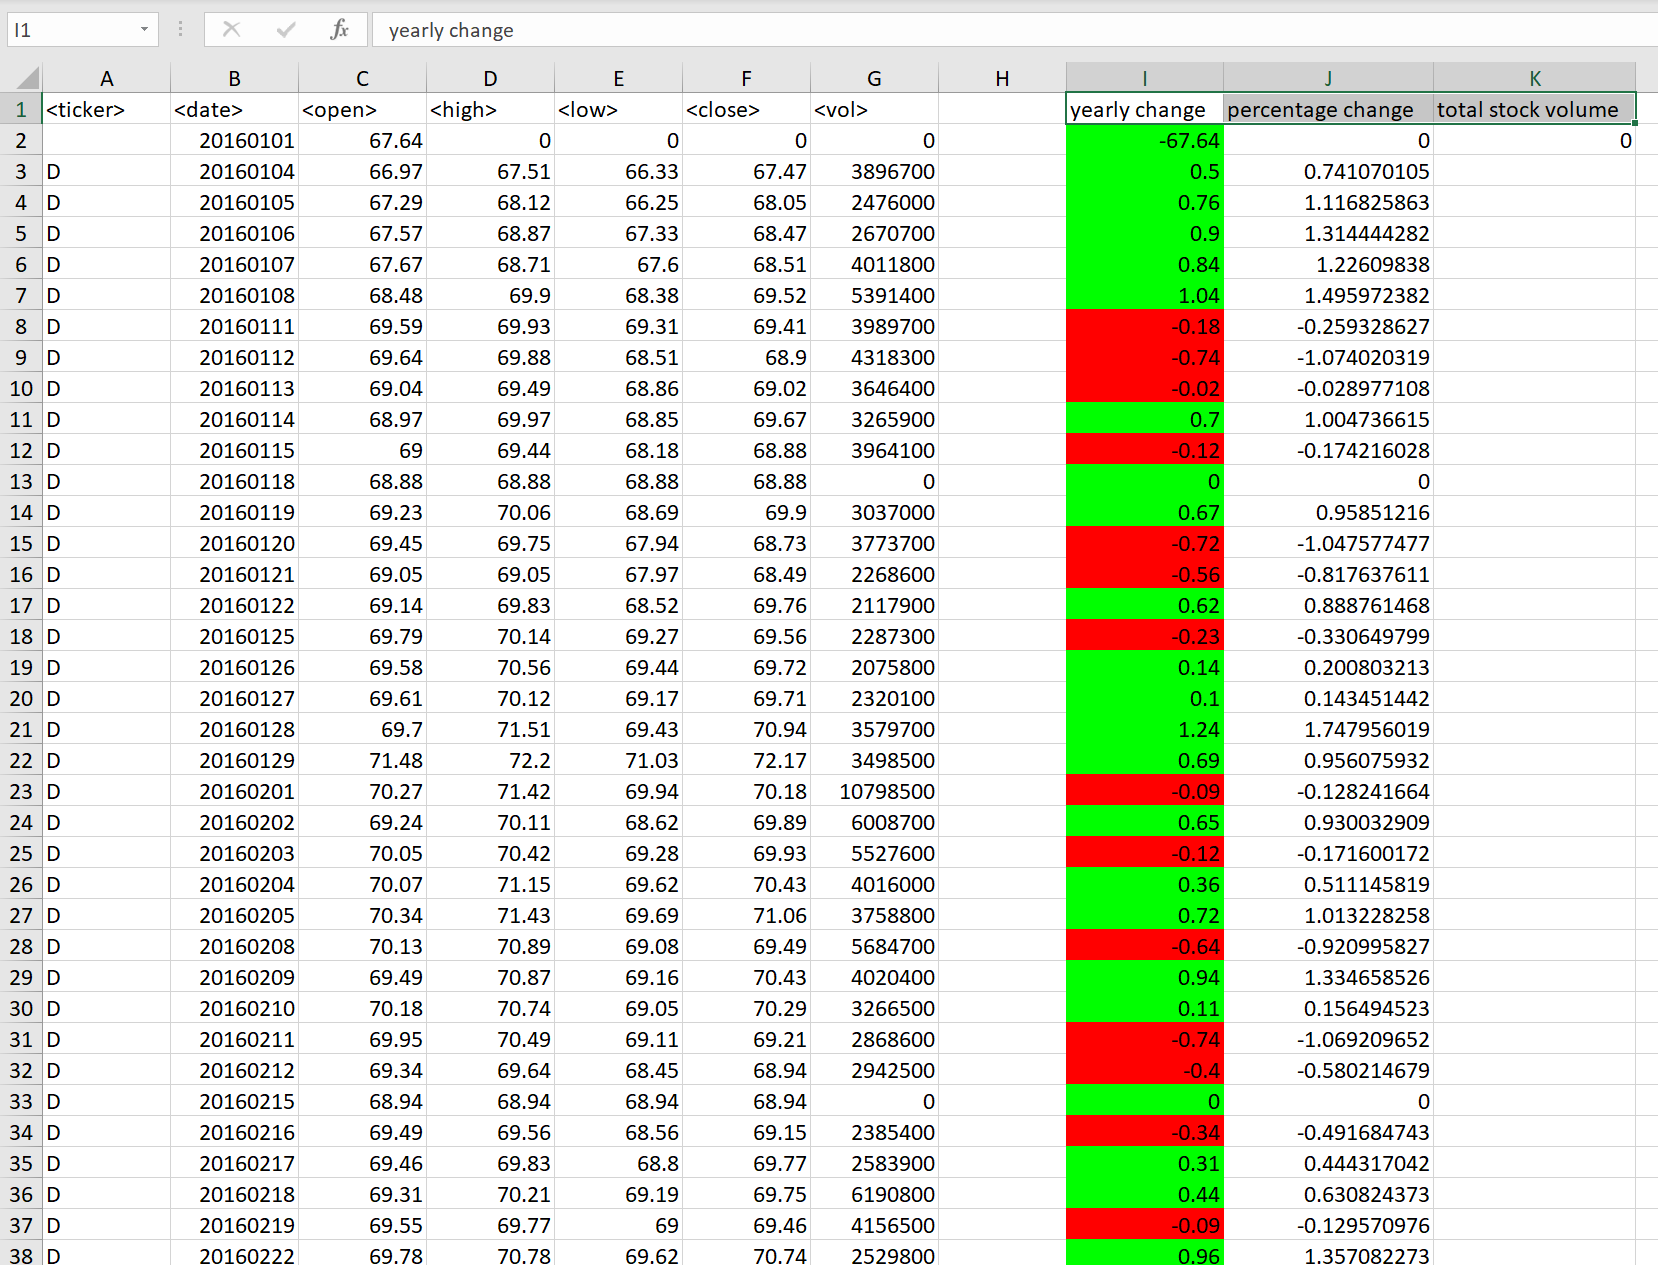 I1 fx yearly change
A B C D E F G H I J K
1 <ticker> <date> <open> <high> <low> <close> <vol> yearly change percentage change total stock volume
2 20160101 67.64 0 0 0 0 -67.64 0 0
3 D 20160104 66.97 67.51 66.33 67.47 3896700 0.5 0.741070105
4 D 20160105 67.29 68.12 66.25 68.05 2476000 0.76 1.116825863
5 D 20160106 67.57 68.87 67.33 68.47 2670700 0.9 1.314444282
6 D 20160107 67.67 68.71 67.6 68.51 4011800 0.84 1.22609838
7 D 20160108 68.48 69.9 68.38 69.52 5391400 1.04 1.495972382
8 D 20160111 69.59 69.93 69.31 69.41 3989700 -0.18 -0.259328627
9 D 20160112 69.64 69.88 68.51 68.9 4318300 -0.74 -1.074020319
10 D 20160113 69.04 69.49 68.86 69.02 3646400 -0.02 -0.028977108
11 D 20160114 68.97 69.97 68.85 69.67 3265900 0.7 1.004736615
12 D 20160115 69 69.44 68.18 68.88 3964100 -0.12 -0.174216028
13 D 20160118 68.88 68.88 68.88 68.88 0 0 0
14 D 20160119 69.23 70.06 68.69 69.9 3037000 0.67 0.95851216
15 D 20160120 69.45 69.75 67.94 68.73 3773700 -0.72 -1.047577477
16 D 20160121 69.05 69.05 67.97 68.49 2268600 -0.56 -0.817637611
17 D 20160122 69.14 69.83 68.52 69.76 2117900 0.62 0.888761468
18 D 20160125 69.79 70.14 69.27 69.56 2287300 -0.23 -0.330649799
19 D 20160126 69.58 70.56 69.44 69.72 2075800 0.14 0.200803213
20 D 20160127 69.61 70.12 69.17 69.71 2320100 0.1 0.143451442
21 D 20160128 69.7 71.51 69.43 70.94 3579700 1.24 1.747956019
22 D 20160129 71.48 72.2 71.03 72.17 3498500 0.69 0.956075932
23 D 20160201 70.27 71.42 69.94 70.18 10798500 -0.09 -0.128241664
24 D 20160202 69.24 70.11 68.62 69.89 6008700 0.65 0.930032909
25 D 20160203 70.05 70.42 69.28 69.93 5527600 -0.12 -0.171600172
26 D 20160204 70.07 71.15 69.62 70.43 4016000 0.36 0.511145819
27 D 20160205 70.34 71.43 69.69 71.06 3758800 0.72 1.013228258
28 D 20160208 70.13 70.89 69.08 69.49 5684700 -0.64 -0.920995827
29 D 20160209 69.49 70.87 69.16 70.43 4020400 0.94 1.334658526
30 D 20160210 70.18 70.74 69.05 70.29 3266500 0.11 0.156494523
31 D 20160211 69.95 70.49 69.11 69.21 2868600 -0.74 -1.069209652
32 D 20160212 69.34 69.64 68.45 68.94 2942500 -0.4 -0.580214679
33 D 20160215 68.94 68.94 68.94 68.94 0 0 0
34 D 20160216 69.49 69.56 68.56 69.15 2385400 -0.34 -0.491684743
35 D 20160217 69.46 69.83 68.8 69.77 2583900 0.31 0.444317042
36 D 20160218 69.31 70.21 69.19 69.75 6190800 0.44 0.630824373
37 D 20160219 69.55 69.77 69 69.46 4156500 -0.09 -0.129570976
38 D 20160222 69.78 70.78 69.62 70.74 2529800 0.96 1.357082273